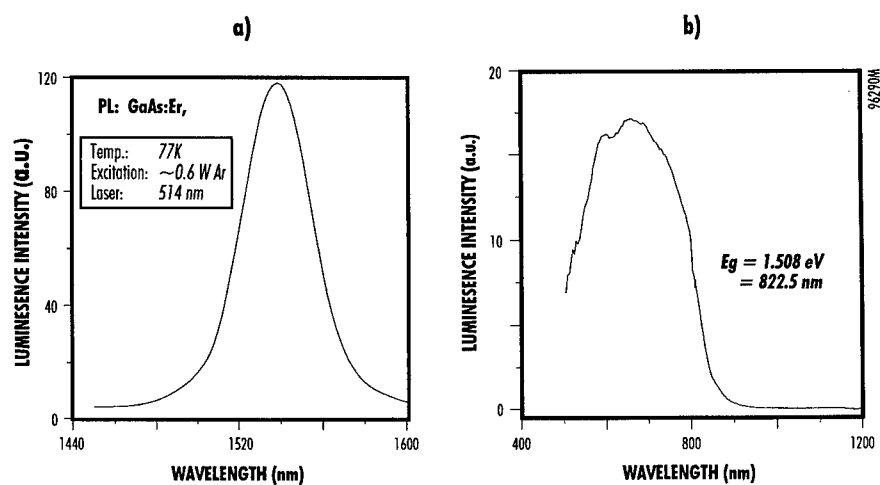 a)
120
80
40
0
LUMINESENCE INTENSITY (a.u.)
PL: GaAs:Er,
Temp.: 77K
Excitation: ~0.6 W Ar
Laser: 514 nm
1440
1520
1600
WAVELENGTH (nm)
b)
20
15
10
5
0
LUMINESENCE INTENSITY (a.u.)
Eg = 1.508 eV
= 822.5 nm
400
800
1200
WAVELENGTH (nm)
96290W